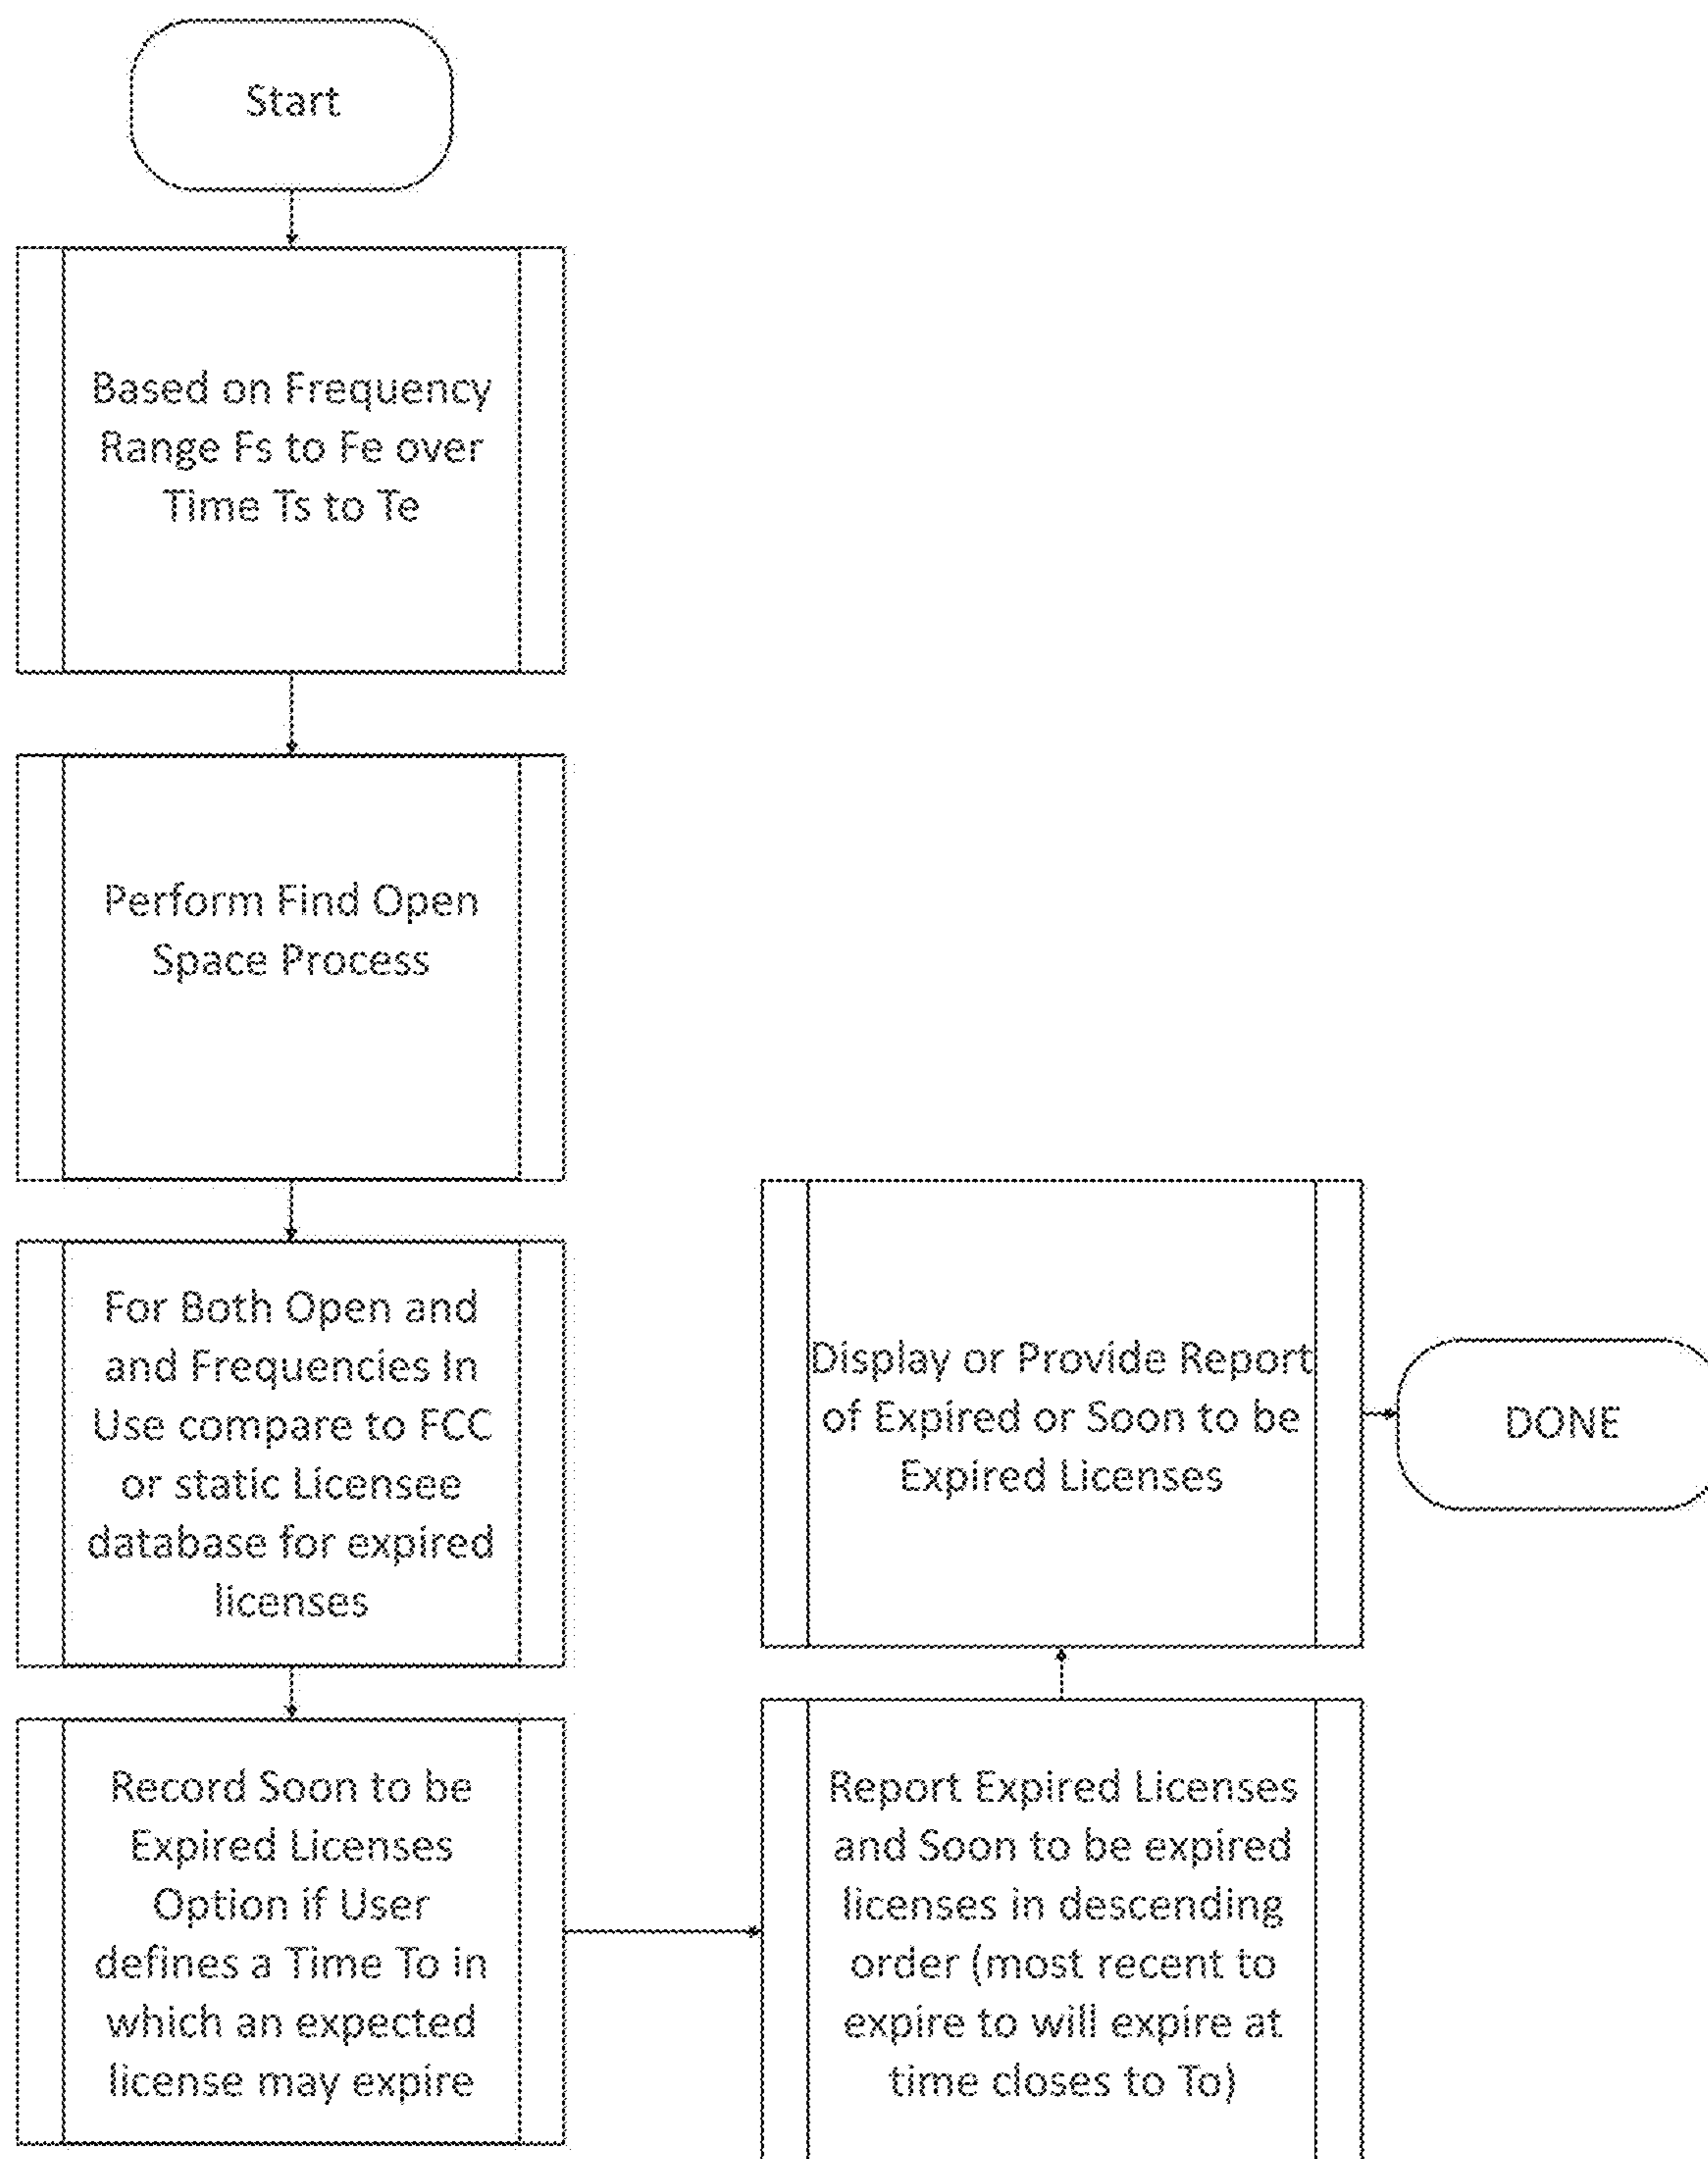 Start
Based on Frequency
Range Fs to Fe over
Time Ts to Te
Perform Find Open
Space Process
For Both Open and
and Frequencies In
Use compare to FCC
or static Licensee
database for expired
licenses
Record Soon to be
Expired Licenses
Option if User
defines a Time To in
which an expected
license may expire
Report Expired Licenses
and Soon to be expired
licenses in descending
order (most recent to
expire to will expire at
time closes to To)
Display or Provide Report
of Expired or Soon to be
Expired Licenses
DONE